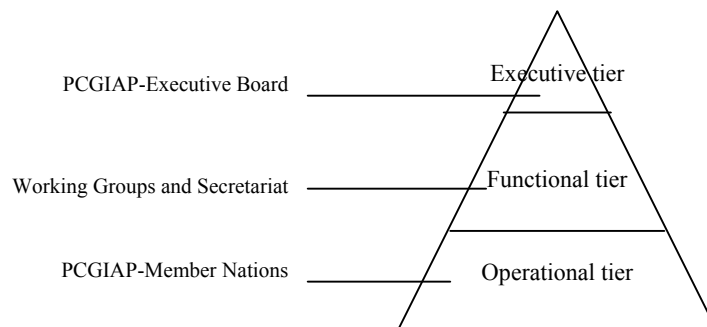 PCGIAP-Executive Board
Executive tier
Working Groups and Secretariat
Functional tier
PCGIAP-Member Nations
Operational tier